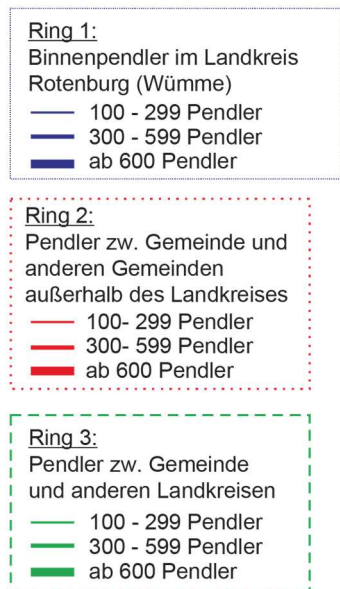 Ring 1:
Binnenpendler im Landkreis
Rotenburg (Wümme)
100 - 299 Pendler
300 - 599 Pendler
ab 600 Pendler
Ring 2:
Pendler zw. Gemeinde und
anderen Gemeinden
außerhalb des Landkreises
100- 299 Pendler
300- 599 Pendler
ab 600 Pendler
Ring 3:
Pendler zw. Gemeinde
und anderen Landkreisen
100 - 299 Pendler
300 - 599 Pendler
ab 600 Pendler